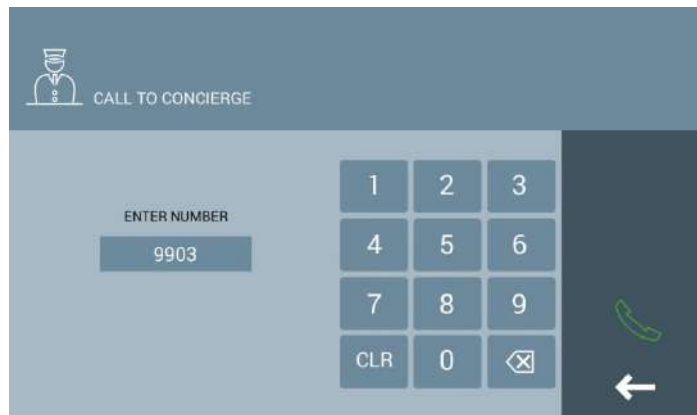 CALL TO CONCIERGE
ENTER NUMBER
9903
1 2 3
4 5 6
7 8 9
CLR 0